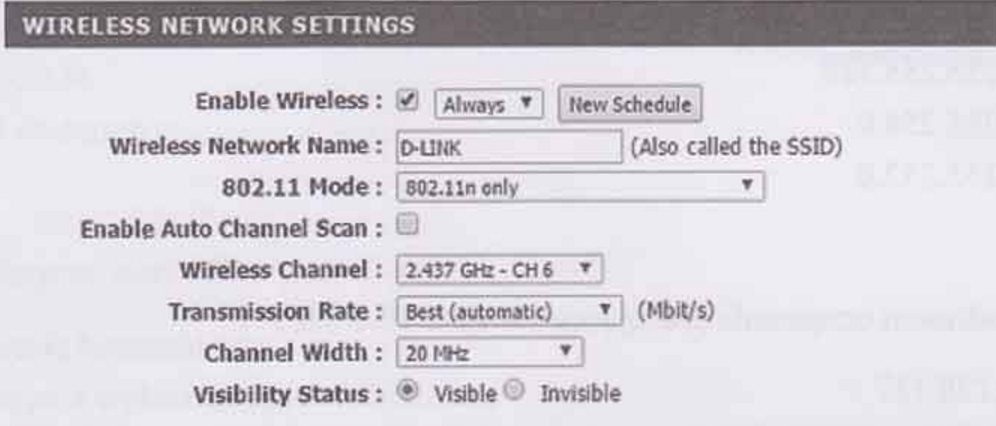 WIRELESS NETWORK SETTINGS
Enable Wireless : Always New Schedule
Wireless Network Name : D-LINK (Also called the SSID)
802.11 Mode : 802.11n only
Enable Auto Channel Scan :
Wireless Channel : 2.437 GHz - CH 6
Transmission Rate : Best (automatic) (Mbit/s)
Channel Width : 20 MHz
Visibility Status : Visible Invisible